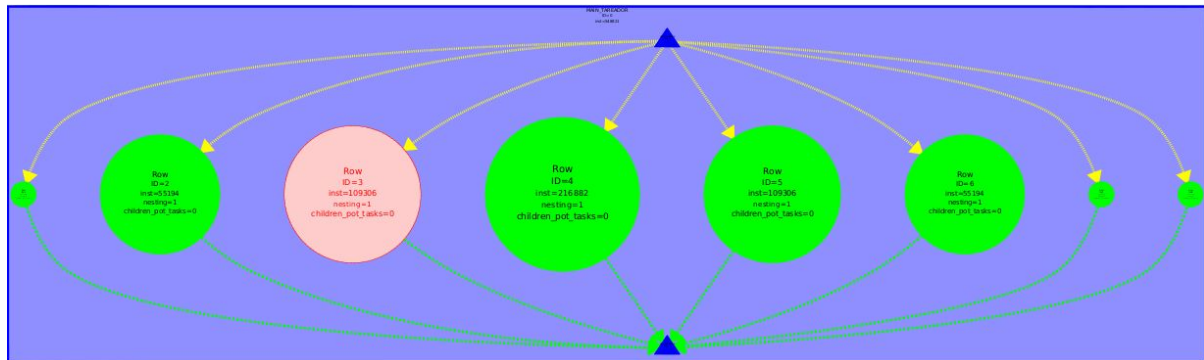 MAIN_TAREADOR
Row
ID=2
inst=55194
nesting=1
children_pot_tasks=0
Row
ID=3
inst=109306
nesting=1
children_pot_tasks=0
Row
ID=4
inst=216882
nesting=1
children_pot_tasks=0
Row
ID=5
inst=109306
nesting=1
children_pot_tasks=0
Row
ID=6
inst=55194
nesting=1
children_pot_tasks=0